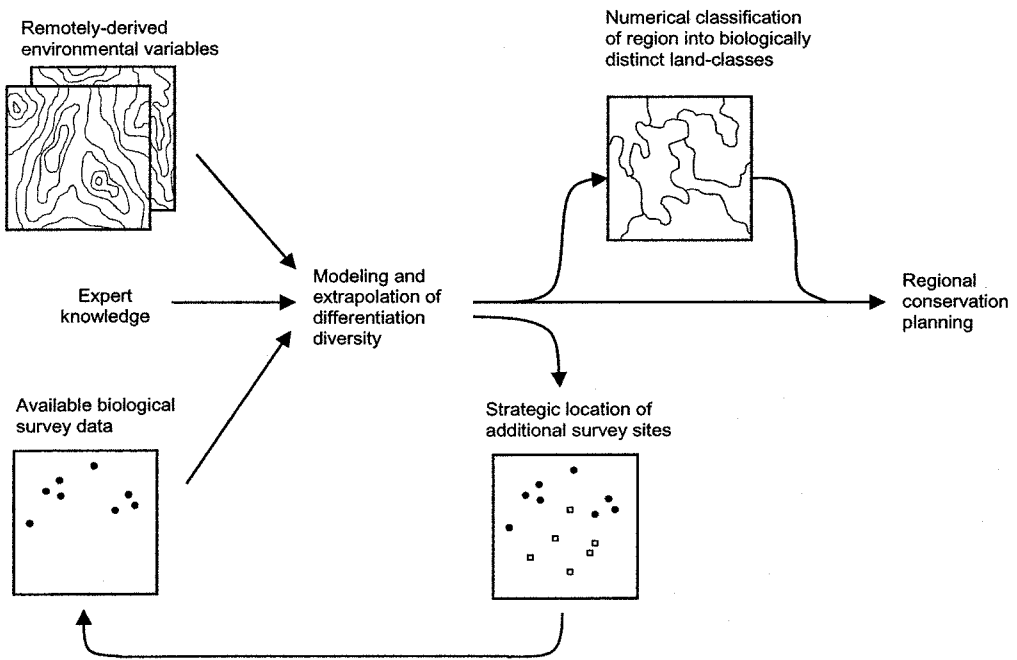 Remotely-derived
environmental variables
Numerical classification
of region into biologically
distinct land-classes
Expert
knowledge
Modeling and
extrapolation of
differentiation
diversity
Regional
conservation
planning
Available biological
survey data
Strategic location of
additional survey sites